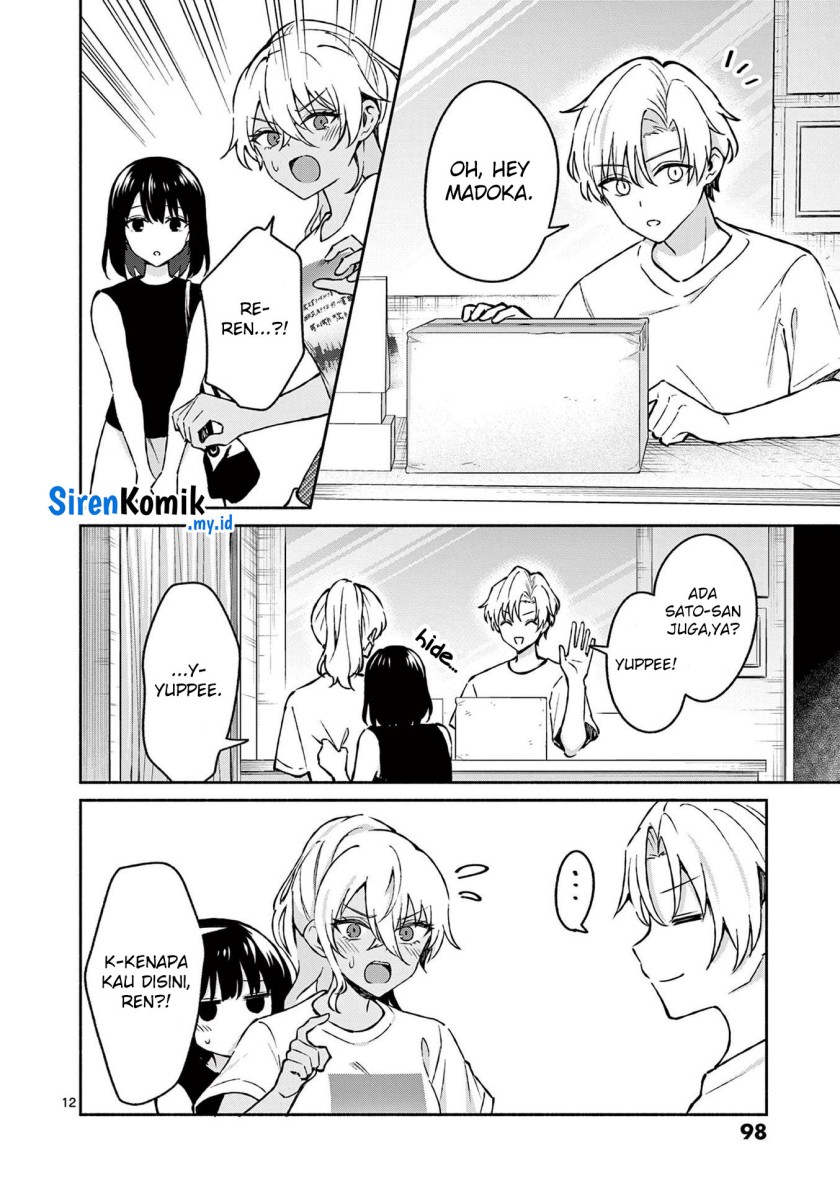 OH, HEY
MADOKA.
RE-
REN...?!
SirenKomik
.my.id
ADA
SATO-SAN
JUGA,YA?
YUPPEE!
hide...
...Y-
YUPPEE.
...
K-KENAPA
KAU DISINI,
REN?!
12
98